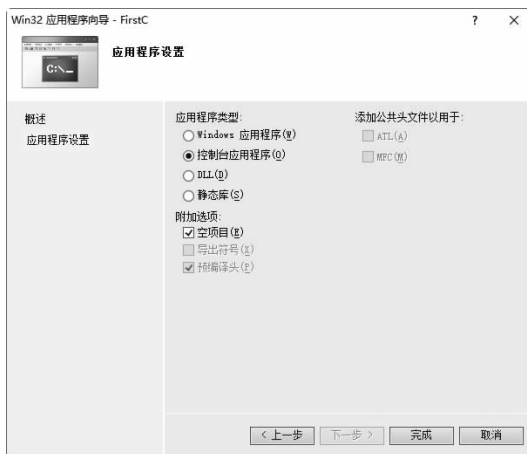 Win32 应用程序向导 - FirstC
? ×
C:\_
应用程序设置
概述
应用程序设置
应用程序类型:
Windows 应用程序(W)
控制台应用程序(O)
DLL(D)
静态库(S)
附加选项:
空项目(E)
导出符号(X)
预编译头(P)
添加公共头文件以用于:
ATL(A)
MFC(M)
< 上一步
下一步 >
完成
取消